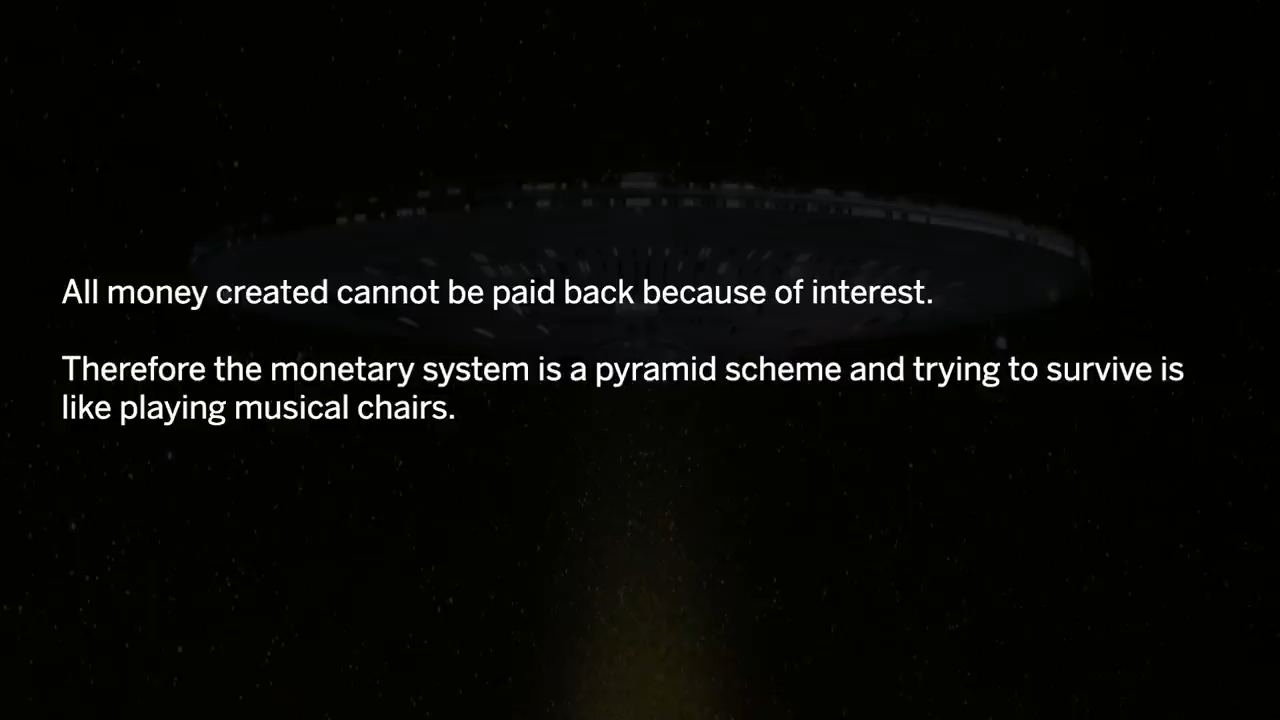 All money created cannot be paid back because of interest.
Therefore the monetary system is a pyramid scheme and trying to survive is
like playing musical chairs.